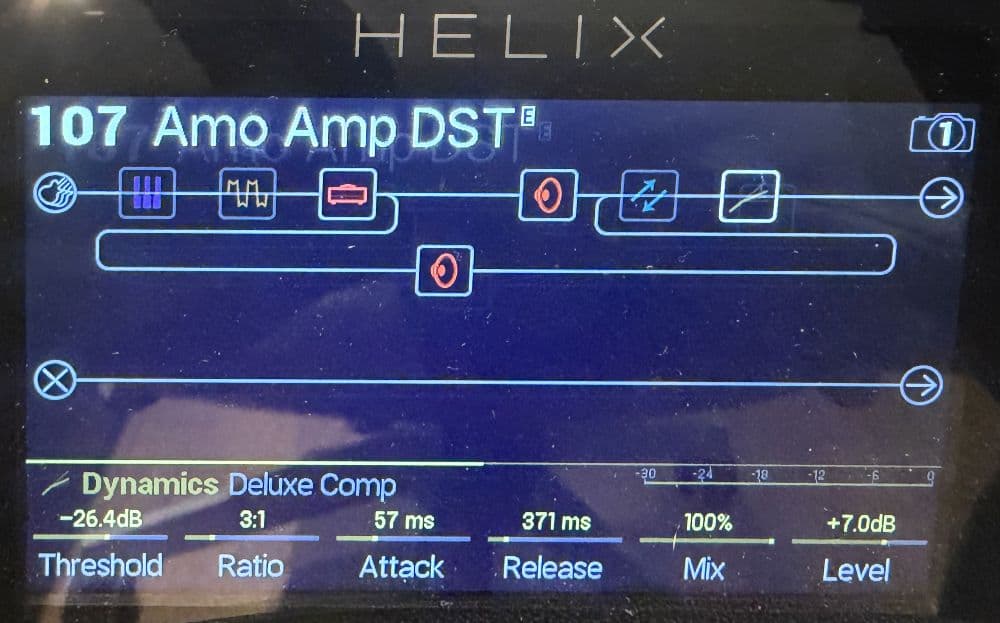 HELIX
107 Amo Amp DST E
1
-30 -24 -18 -12 -6 0
Dynamics Deluxe Comp
-26.4dB 3:1 57 ms 371 ms 100% +7.0dB
Threshold Ratio Attack Release Mix Level